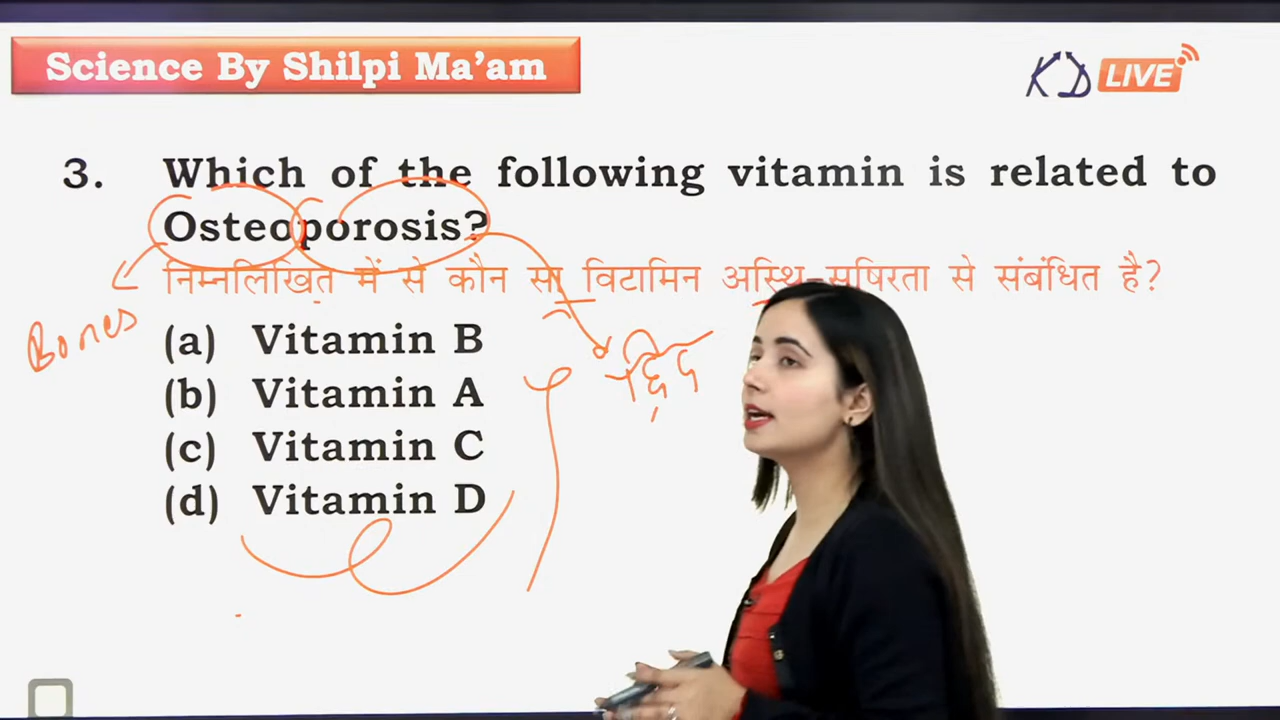 Science By Shilpi Ma'am
KD LIVE
3. Which of the following vitamin is related to
Osteoporosis?
निम्नलिखित में से कौन सा विटामिन अस्थि सुषिरता से संबंधित है?
Bones
(a) Vitamin B
(b) Vitamin A
(c) Vitamin C
(d) Vitamin D